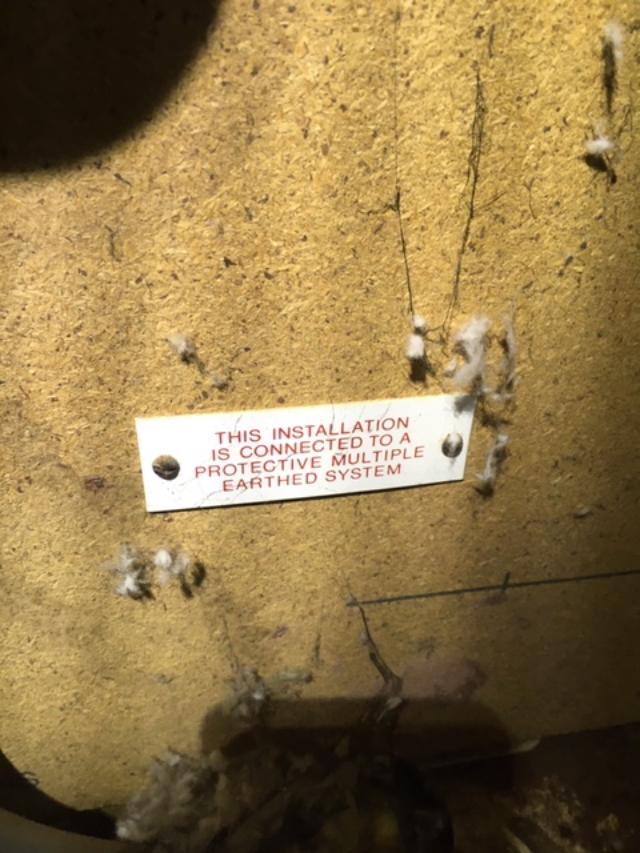 THIS INSTALLATION
IS CONNECTED TO A
PROTECTIVE MULTIPLE
EARTHED SYSTEM